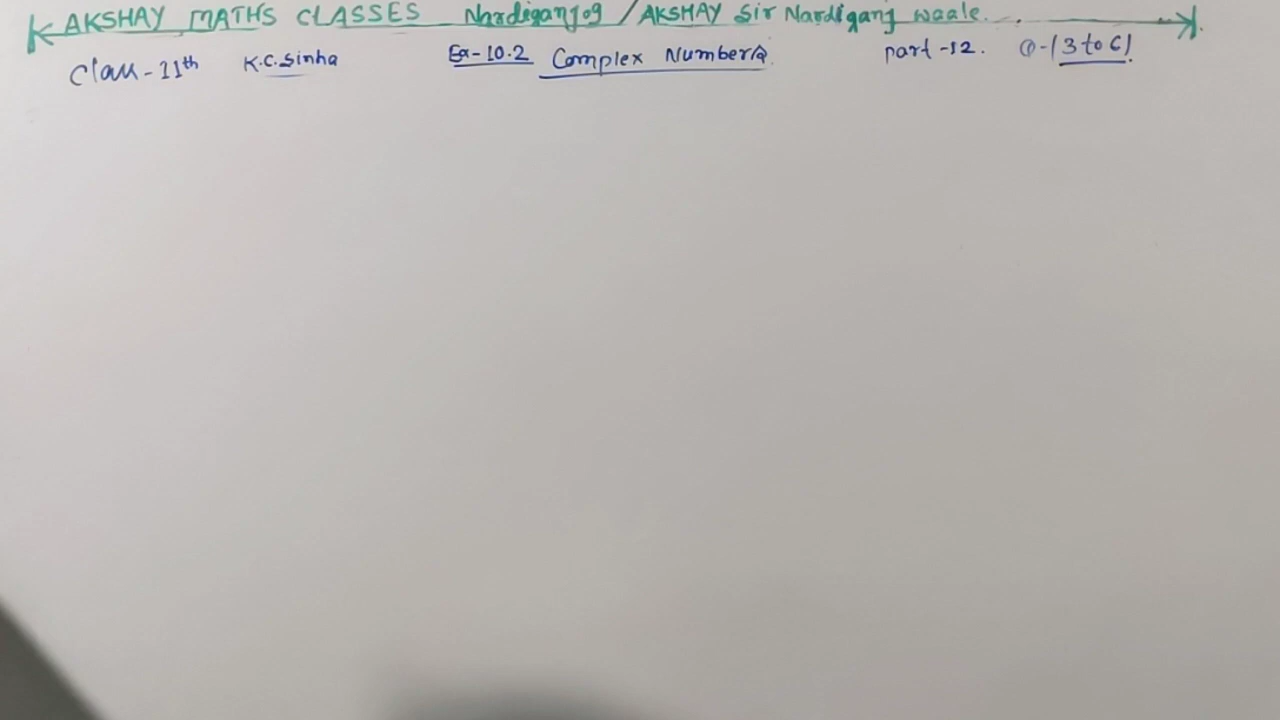 AKSHAY MATHS CLASSES Nardiganjog / AKSHAY Sir Nardiganj waale..
Class-11th K.C.Sinha Ex-10.2 Complex Numbers part-12. Q-(3 to 6)